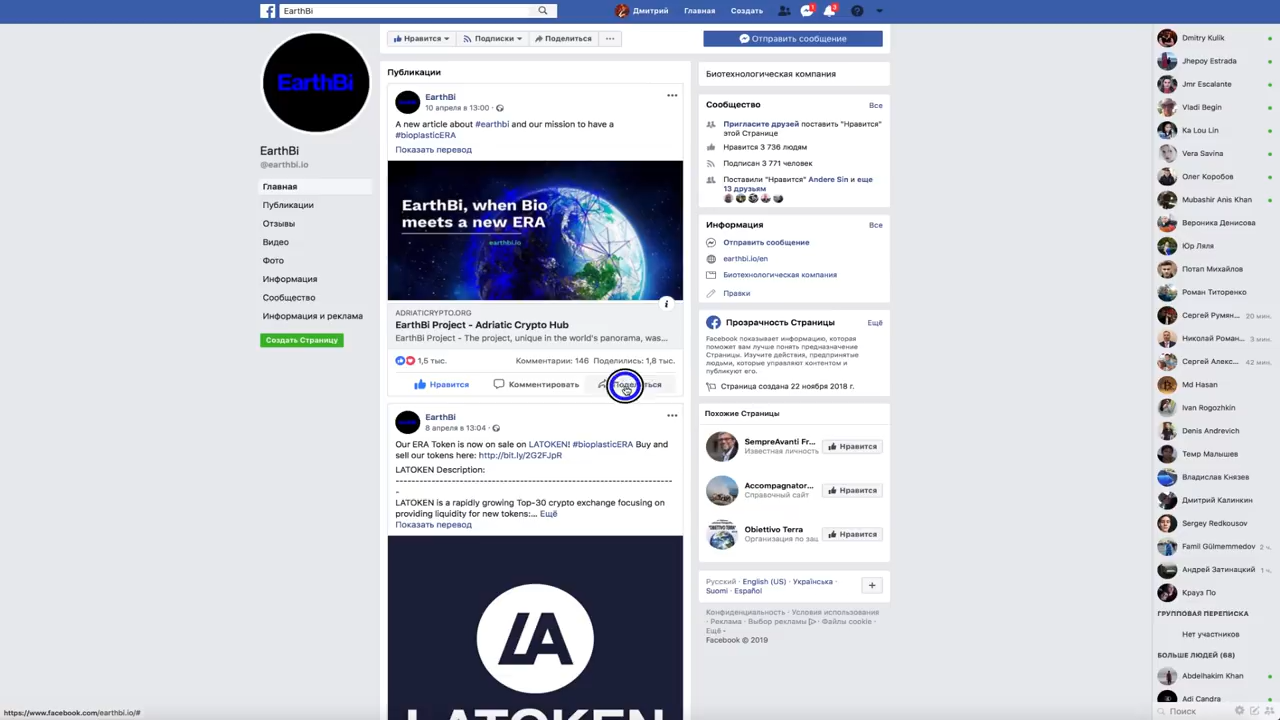 EarthBi
Дмитрий
Главная
Создать
1
3
Нравится
Подписки
Поделиться
Отправить сообщение
EarthBi
EarthBi
@earthbi.io
Главная
Публикации
Отзывы
Видео
Фото
Информация
Сообщество
Информация и реклама
Создать Страницу
Публикации
EarthBi
10 апреля в 13:00 ·
A new article about #earthbi and our mission to have a
#bioplasticERA
Показать перевод
EarthBi, when Bio
meets a new ERA
earthbi.io
ADRIATICCRYPTO.ORG
EarthBi Project - Adriatic Crypto Hub
EarthBi Project - The project, unique in the world's panorama, was...
1,5 тыс.
Комментарии: 146 Поделились: 1,8 тыс.
Нравится
Комментировать
Поделиться
EarthBi
8 апреля в 13:04 ·
Our ERA Token is now on sale on LATOKEN! #bioplasticERA Buy and
sell our tokens here: http://bit.ly/2G2FJpR
LATOKEN Description:
------------------------------------------------------------------------
-
LATOKEN is a rapidly growing Top-30 crypto exchange focusing on
providing liquidity for new tokens:... Ещё
Показать перевод
LATOKEN
Биотехнологическая компания
Сообщество
Все
Пригласите друзей поставить "Нравится"
этой Странице
Нравится 3 736 людям
Подписан 3 771 человек
Поставили "Нравится" Andere Sin и еще
13 друзьям
Информация
Все
Отправить сообщение
earthbi.io/en
Биотехнологическая компания
Правки
Прозрачность Страницы
Ещё
Facebook показывает информацию, которая
поможет вам лучше понять предназначение
Страницы. Изучите действия, предпринятые
людьми, которые управляют контентом и
публикуют его.
Страница создана 22 ноября 2018 г.
Похожие Страницы
SempreAvanti Fr...
Известная личность
Нравится
Accompagnator...
Справочный сайт
Нравится
Obiettivo Terra
Организация по защ
Нравится
Русский · English (US) · Українська ·
Suomi · Español
Конфиденциальность · Условия использования
· Реклама · Выбор рекламы · Файлы cookie ·
Ещё
Facebook © 2019
Dmitry Kulik
Jhepoy Estrada
Jmr Escalante
Vladi Begin
Ka Lou Lin
Vera Savina
Олег Коробов
Mubashir Anis Khan
Вероника Денисова
Юр Ляля
Потап Михайлов
Роман Титоренко
Сергей Румян... 20 мин.
Николай Роман... 3 мин.
Сергей Алекс... 42 мин.
Md Hasan
Ivan Rogozhkin
Denis Andrevich
Темр Малышев
Владислав Князев
Дмитрий Калинкин
Sergey Redkousov
Famil Gülmemmedov 2 ч.
Андрей Затинацкий 1 ч.
Крауз По
ГРУППОВАЯ ПЕРЕПИСКА
Нет участников
БОЛЬШЕ ЛЮДЕЙ (68)
Abdelhakim Khan
Adi Candra
Поиск
https://www.facebook.com/earthbi.io/#